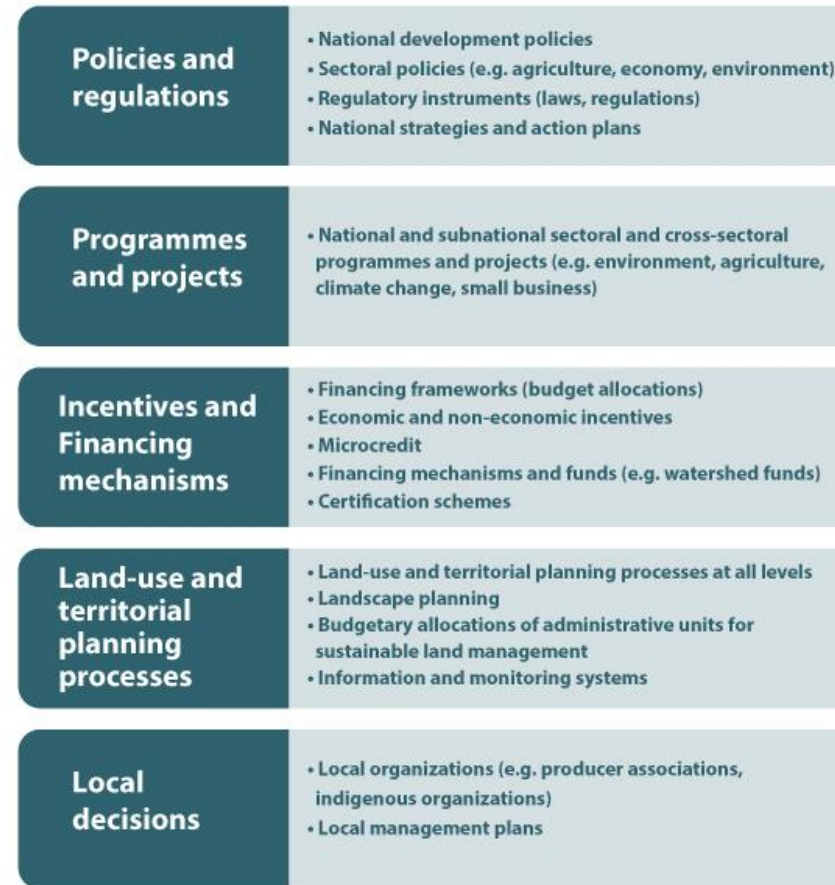 Policies and
regulations
• National development policies
• Sectoral policies (e.g. agriculture, economy, environment)
• Regulatory instruments (laws, regulations)
• National strategies and action plans
Programmes
and projects
• National and subnational sectoral and cross-sectoral
programmes and projects (e.g. environment, agriculture,
climate change, small business)
Incentives and
Financing
mechanisms
• Financing frameworks (budget allocations)
• Economic and non-economic incentives
• Microcredit
• Financing mechanisms and funds (e.g. watershed funds)
• Certification schemes
Land-use and
territorial
planning
processes
• Land-use and territorial planning processes at all levels
• Landscape planning
• Budgetary allocations of administrative units for
sustainable land management
• Information and monitoring systems
Local
decisions
• Local organizations (e.g. producer associations,
indigenous organizations)
• Local management plans